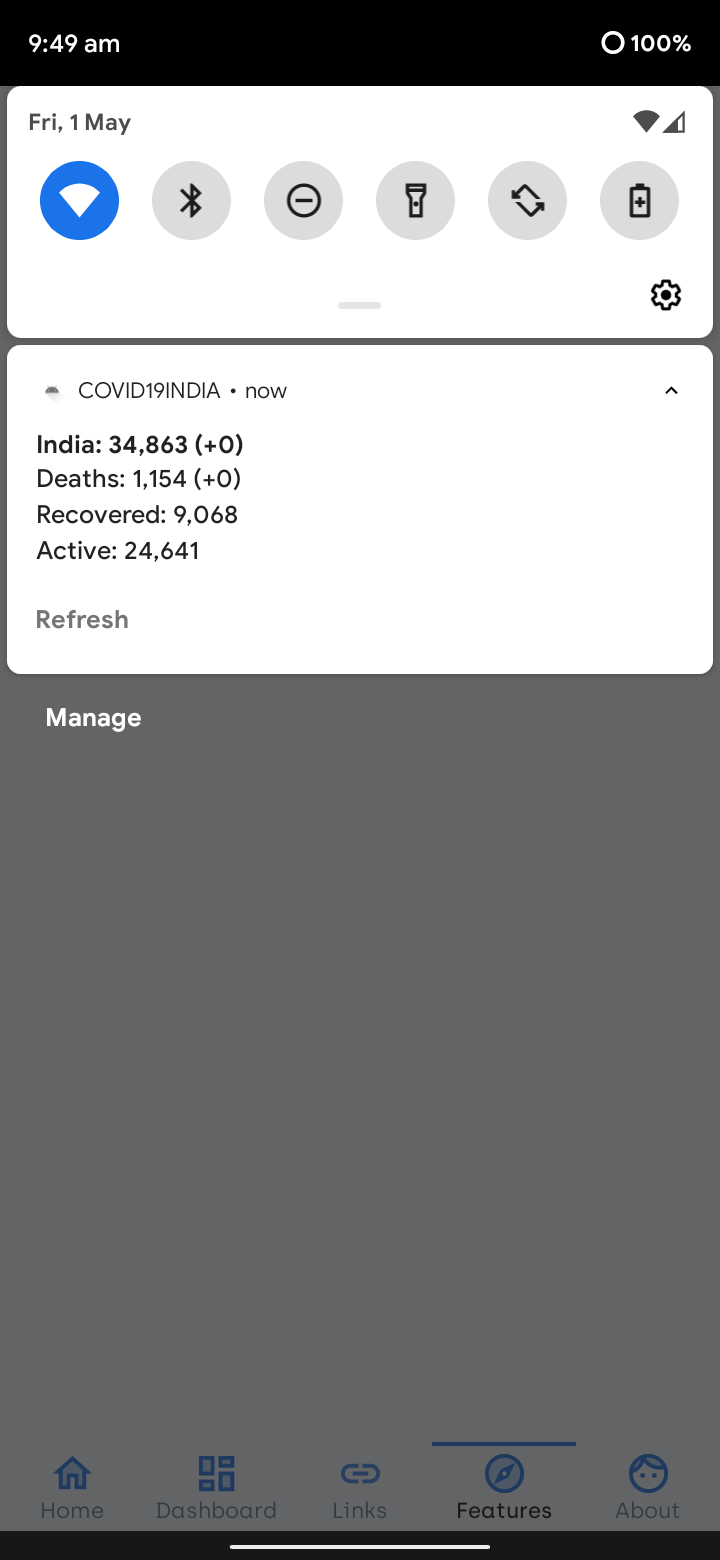 9:49 am
100%
Fri, 1 May
COVID19INDIA • now
India: 34,863 (+0)
Deaths: 1,154 (+0)
Recovered: 9,068
Active: 24,641
Refresh
Manage
Home
Dashboard
Links
Features
About